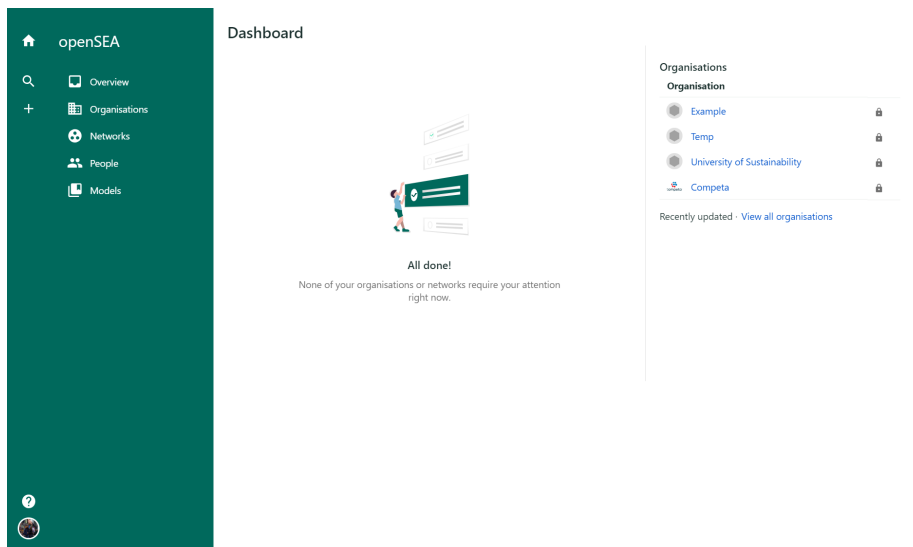 openSEA
Overview
Organisations
Networks
People
Models
Dashboard
All done!
None of your organisations or networks require your attention
right now.
Organisations
Organisation
Example
Temp
University of Sustainability
Competa
Recently updated · View all organisations
?